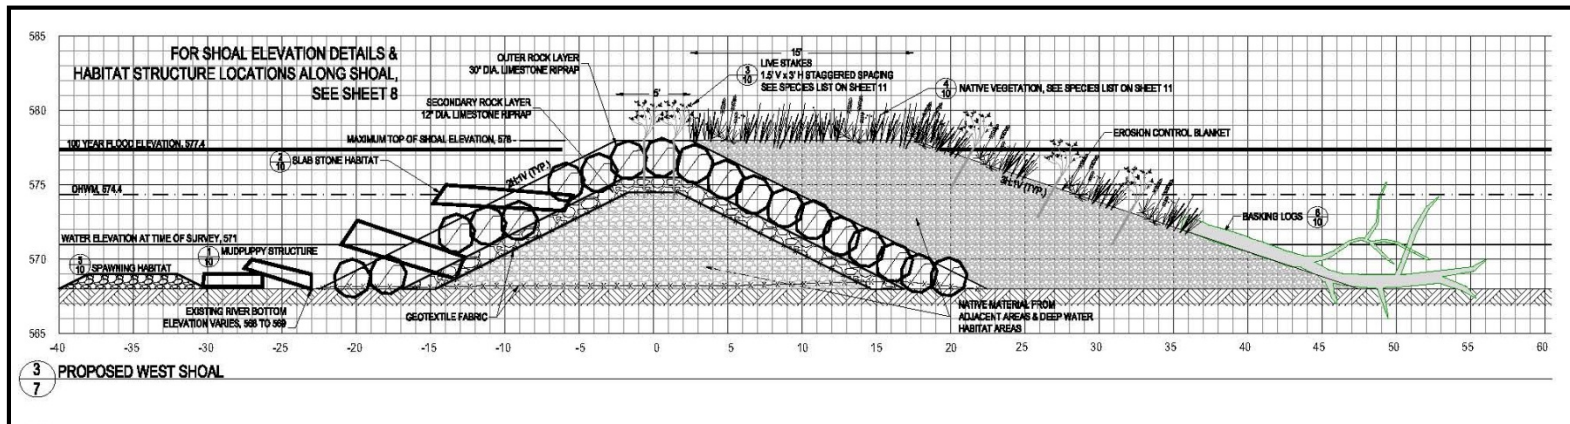 585
580
575
570
565
FOR SHOAL ELEVATION DETAILS &
HABITAT STRUCTURE LOCATIONS ALONG SHOAL,
SEE SHEET 8
OUTER ROCK LAYER
30" DIA. LIMESTONE RIPRAP
SECONDARY ROCK LAYER
12" DIA. LIMESTONE RIPRAP
MAXIMUM TOP OF SHOAL ELEVATION, 578
100 YEAR FLOOD ELEVATION, 577.4
2
10
SLAB STONE HABITAT
OHWM, 574.4
WATER ELEVATION AT TIME OF SURVEY, 571
1
10
MUDPUPPY STRUCTURE
5
10
SPAWNING HABITAT
EXISTING RIVER BOTTOM
ELEVATION VARIES, 568 TO 569
GEOTEXTILE FABRIC
2H:1V (TYP.)
5'
15'
3
10
LIVE STAKES
1.5' V x 3' H STAGGERED SPACING
SEE SPECIES LIST ON SHEET 11
4
10
NATIVE VEGETATION, SEE SPECIES LIST ON SHEET 11
EROSION CONTROL BLANKET
3H:1V (TYP.)
BASKING LOGS
6
10
NATIVE MATERIAL FROM
ADJACENT AREAS & DEEP WATER
HABITAT AREAS
-40 -35 -30 -25 -20 -15 -10 -5 0 5 10 15 20 25 30 35 40 45 50 55 60
3
7
PROPOSED WEST SHOAL